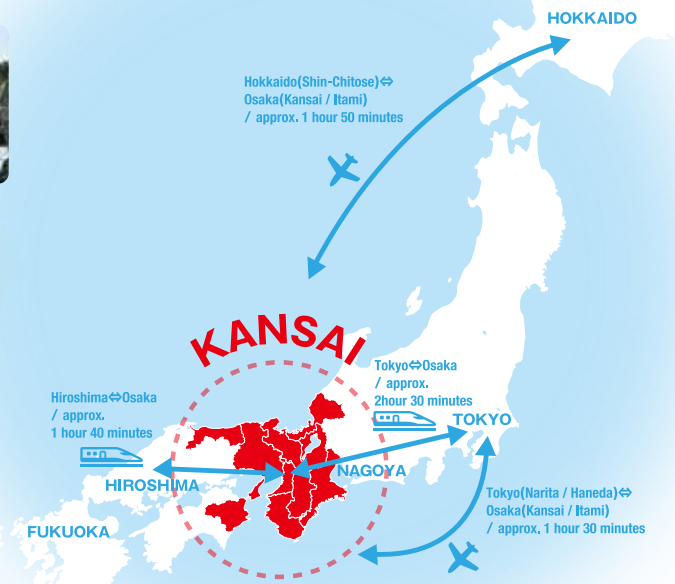 HOKKAIDO
Hokkaido(Shin-Chitose)⇔
Osaka(Kansai / Itami)
/ approx. 1 hour 50 minutes
KANSAI
Tokyo⇔Osaka
/ approx.
2hour 30 minutes
Hiroshima⇔Osaka
/ approx.
1 hour 40 minutes
TOKYO
NAGOYA
HIROSHIMA
Tokyo(Narita / Haneda)⇔
Osaka(Kansai / Itami)
/ approx. 1 hour 30 minutes
FUKUOKA